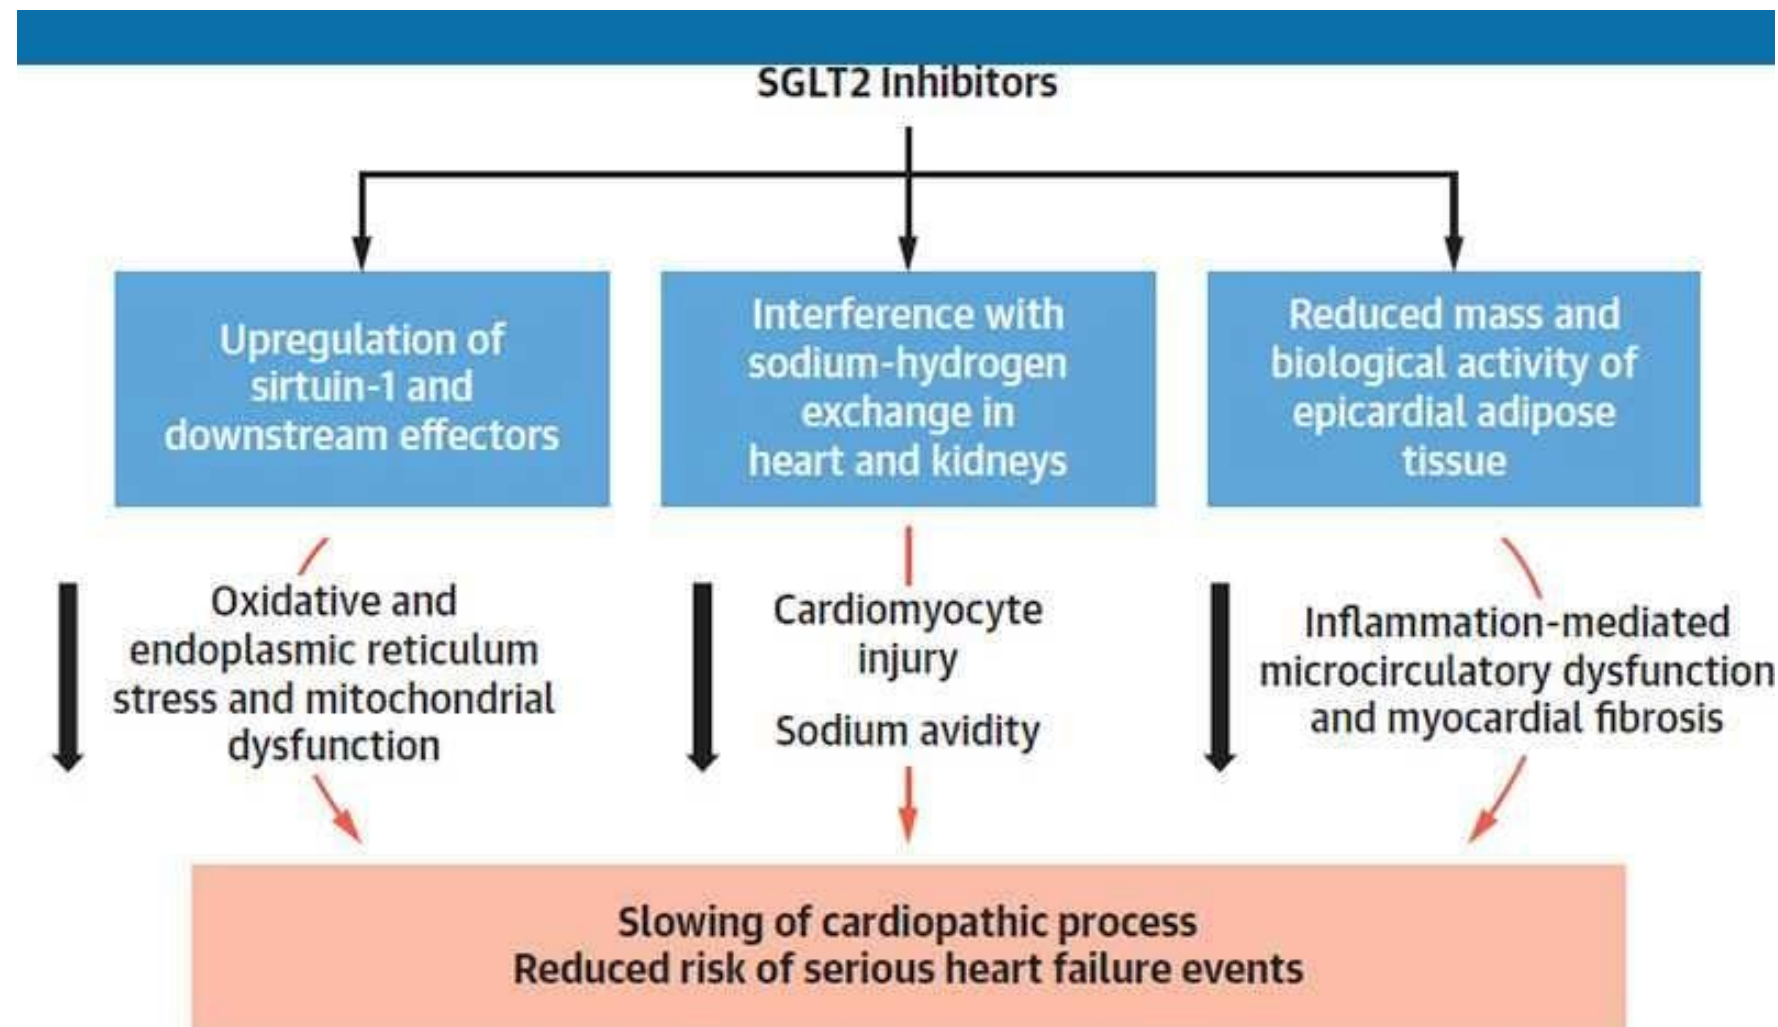 SGLT2 Inhibitors
Upregulation of
sirtuin-1 and
downstream effectors
Interference with
sodium-hydrogen
exchange in
heart and kidneys
Reduced mass and
biological activity of
epicardial adipose
tissue
Oxidative and
endoplasmic reticulum
stress and mitochondrial
dysfunction
Cardiomyocyte
injury
Sodium avidity
Inflammation-mediated
microcirculatory dysfunction
and myocardial fibrosis
Slowing of cardiopathic process
Reduced risk of serious heart failure events